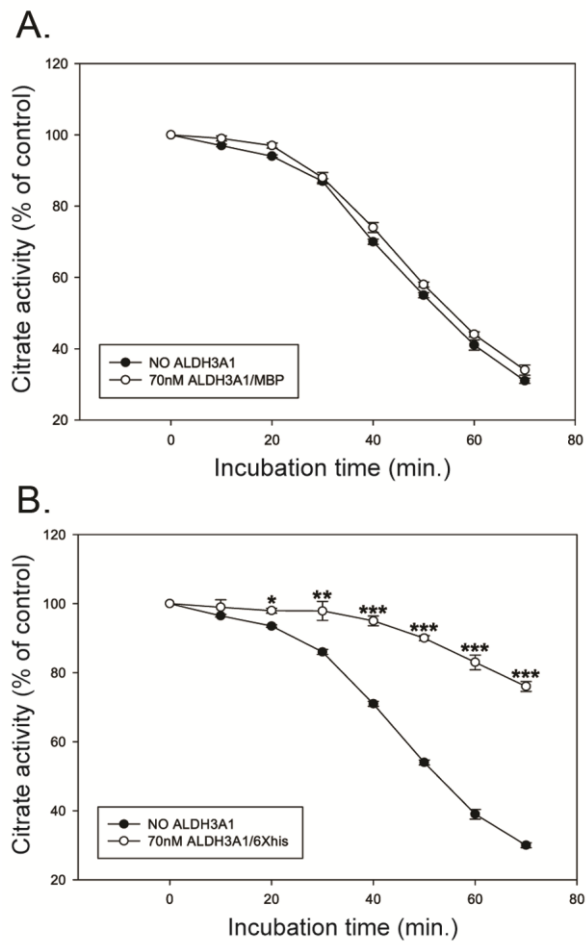 A.
120
100
80
60
40
20
Citrate activity (% of control)
NO ALDH3A1
70nM ALDH3A1/MBP
0 20 40 60 80
Incubation time (min.)
B.
120
100
80
60
40
20
Citrate activity (% of control)
* ** *** *** *** ***
NO ALDH3A1
70nM ALDH3A1/6Xhis
0 20 40 60 80
Incubation time (min.)